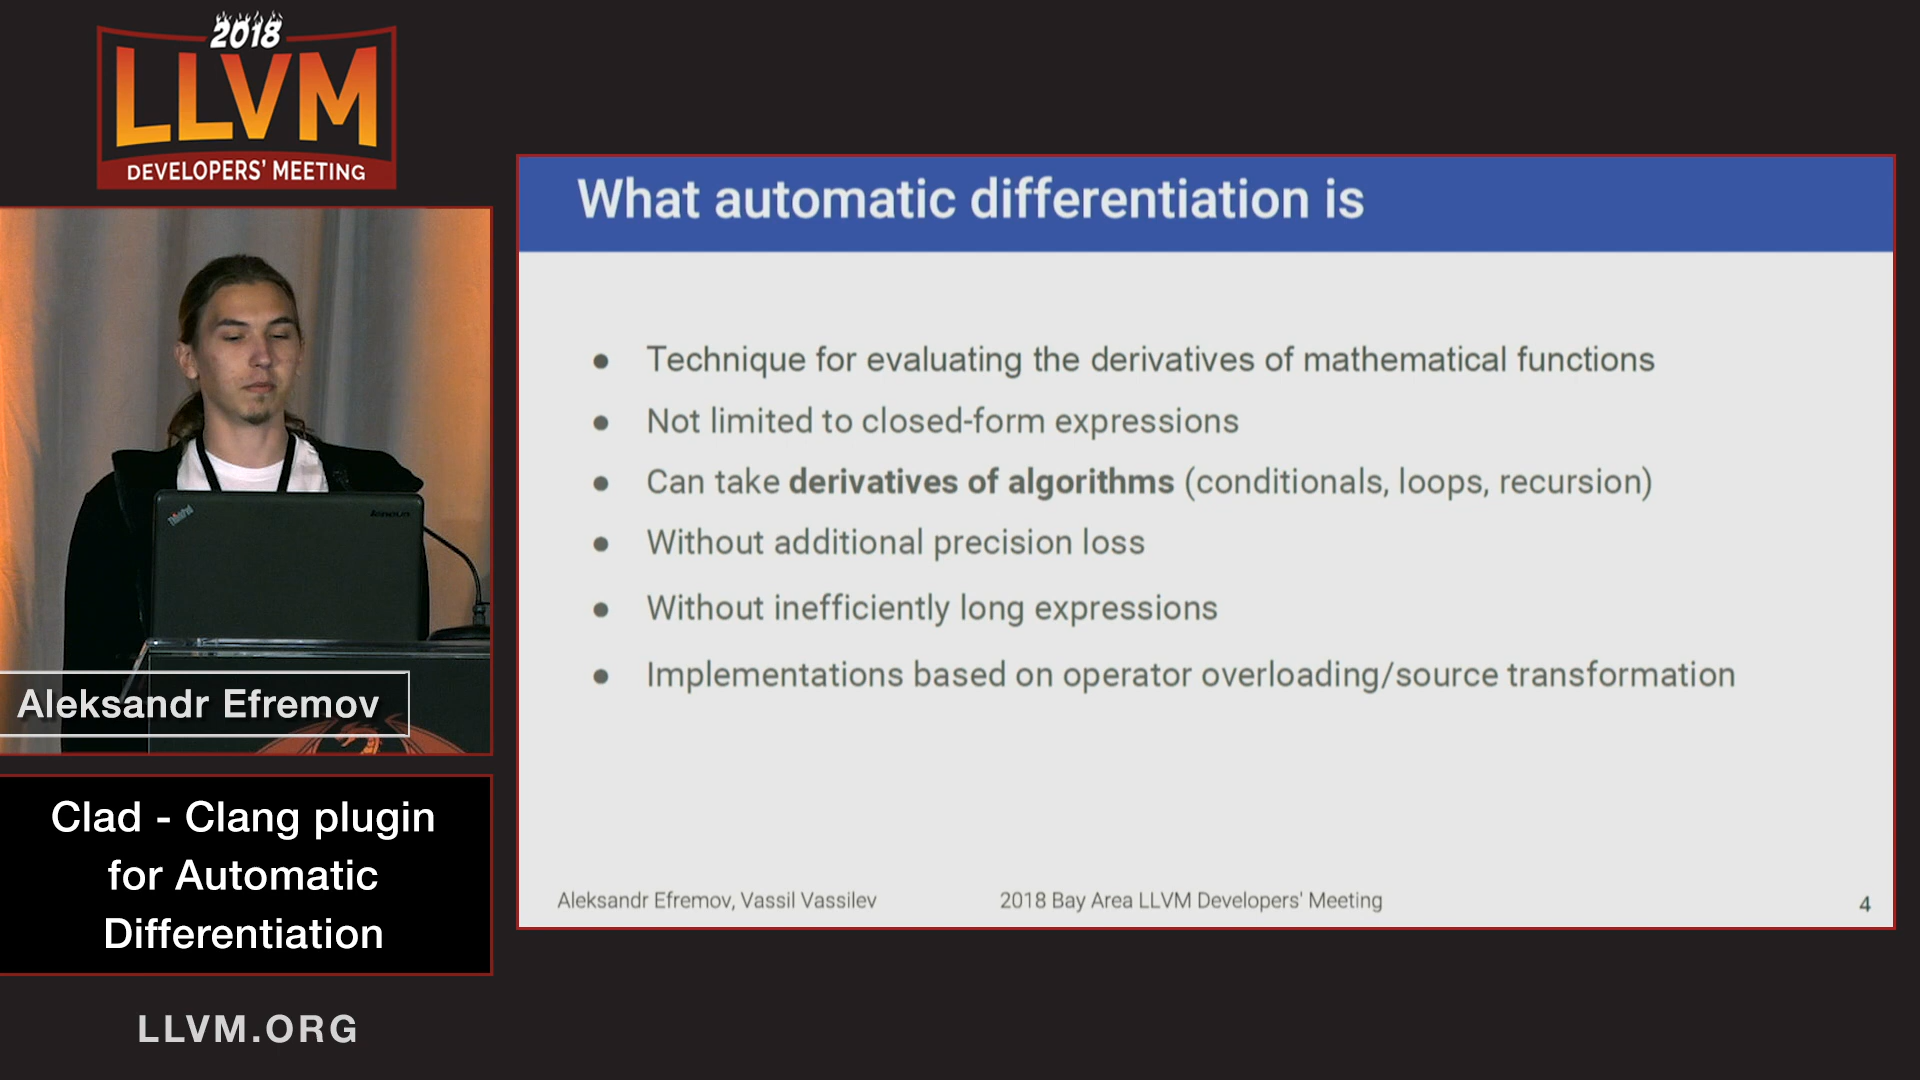 2018
LLVM
DEVELOPERS' MEETING
What automatic differentiation is
● Technique for evaluating the derivatives of mathematical functions
● Not limited to closed-form expressions
● Can take derivatives of algorithms (conditionals, loops, recursion)
● Without additional precision loss
● Without inefficiently long expressions
● Implementations based on operator overloading/source transformation
Aleksandr Efremov, Vassil Vassilev
2018 Bay Area LLVM Developers' Meeting
4
ThinkPad
lenovo
Aleksandr Efremov
Clad - Clang plugin
for Automatic
Differentiation
LLVM.ORG